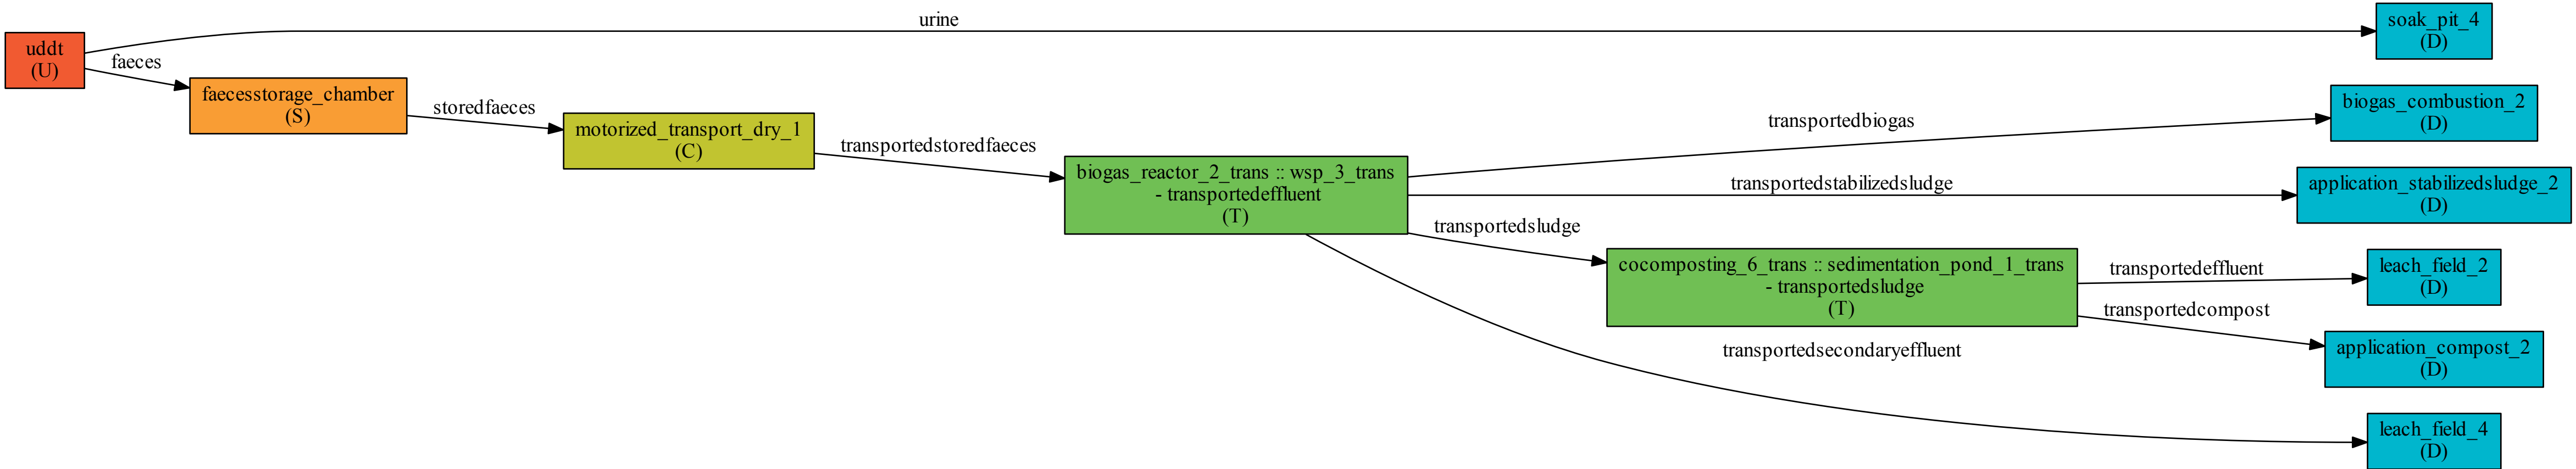 urine
soak_pit_4
(D)
uddt
(U)
faeces
faecesstorage_chamber
(S)
storedfaeces
motorized_transport_dry_1
(C)
transportedstoredfaeces
biogas_reactor_2_trans :: wsp_3_trans
- transportedeffluent
(T)
transportedbiogas
biogas_combustion_2
(D)
transportedstabilizedsludge
application_stabilizedsludge_2
(D)
transportedsludge
cocomposting_6_trans :: sedimentation_pond_1_trans
- transportedsludge
(T)
transportedeffluent
leach_field_2
(D)
transportedcompost
application_compost_2
(D)
transportedsecondaryeffluent
leach_field_4
(D)